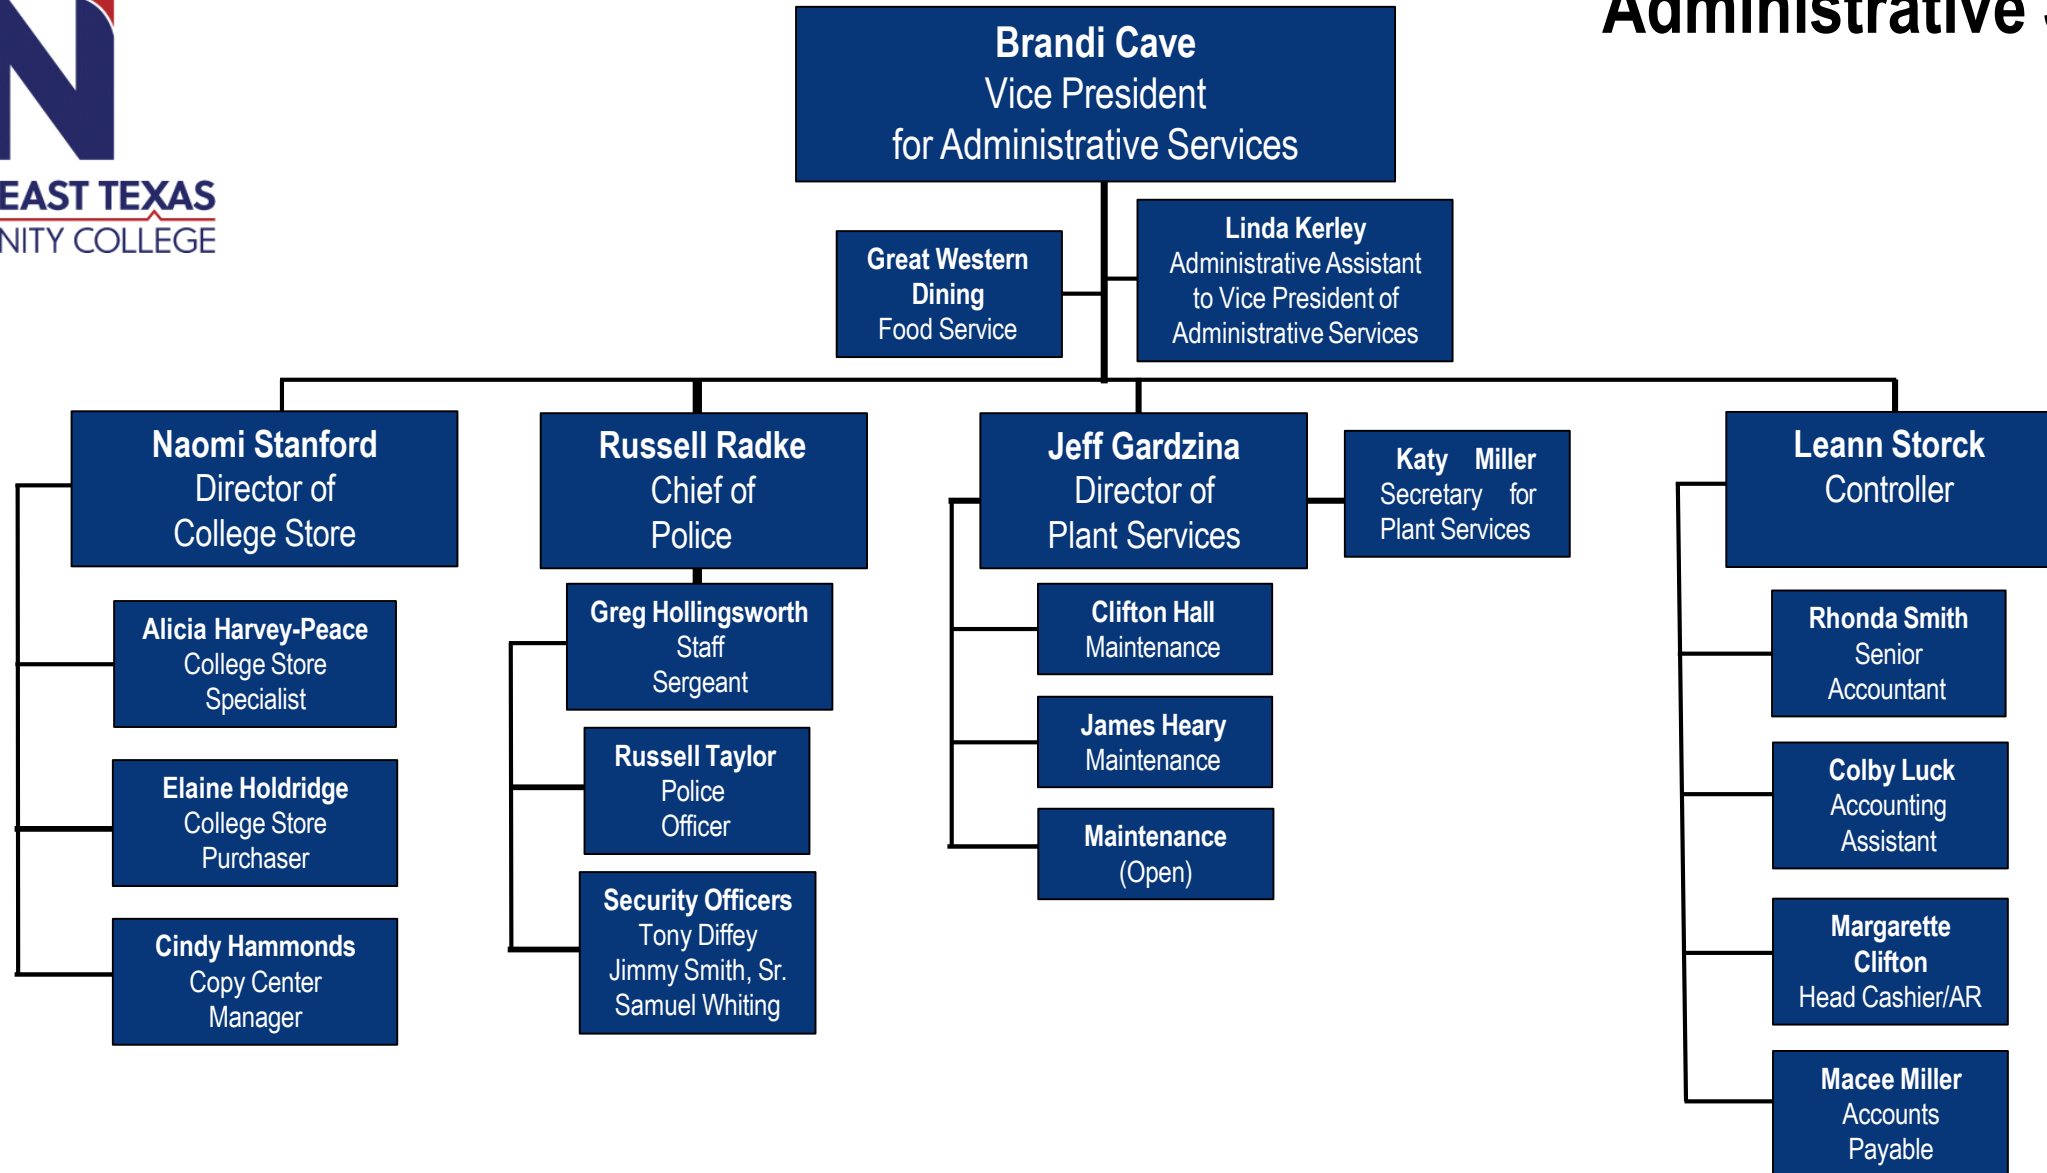 Administrative
EAST TEXAS
NITY COLLEGE
Brandi Cave
Vice President
for Administrative Services
Great Western
Dining
Food Service
Linda Kerley
Administrative Assistant
to Vice President of
Administrative Services
Naomi Stanford
Director of
College Store
Alicia Harvey-Peace
College Store
Specialist
Elaine Holdridge
College Store
Purchaser
Cindy Hammonds
Copy Center
Manager
Russell Radke
Chief of
Police
Greg Hollingsworth
Staff
Sergeant
Russell Taylor
Police
Officer
Security Officers
Tony Diffey
Jimmy Smith, Sr.
Samuel Whiting
Jeff Gardzina
Director of
Plant Services
Katy Miller
Secretary for
Plant Services
Clifton Hall
Maintenance
James Heary
Maintenance
Maintenance
(Open)
Leann Storck
Controller
Rhonda Smith
Senior
Accountant
Colby Luck
Accounting
Assistant
Margarette
Clifton
Head Cashier/AR
Macee Miller
Accounts
Payable